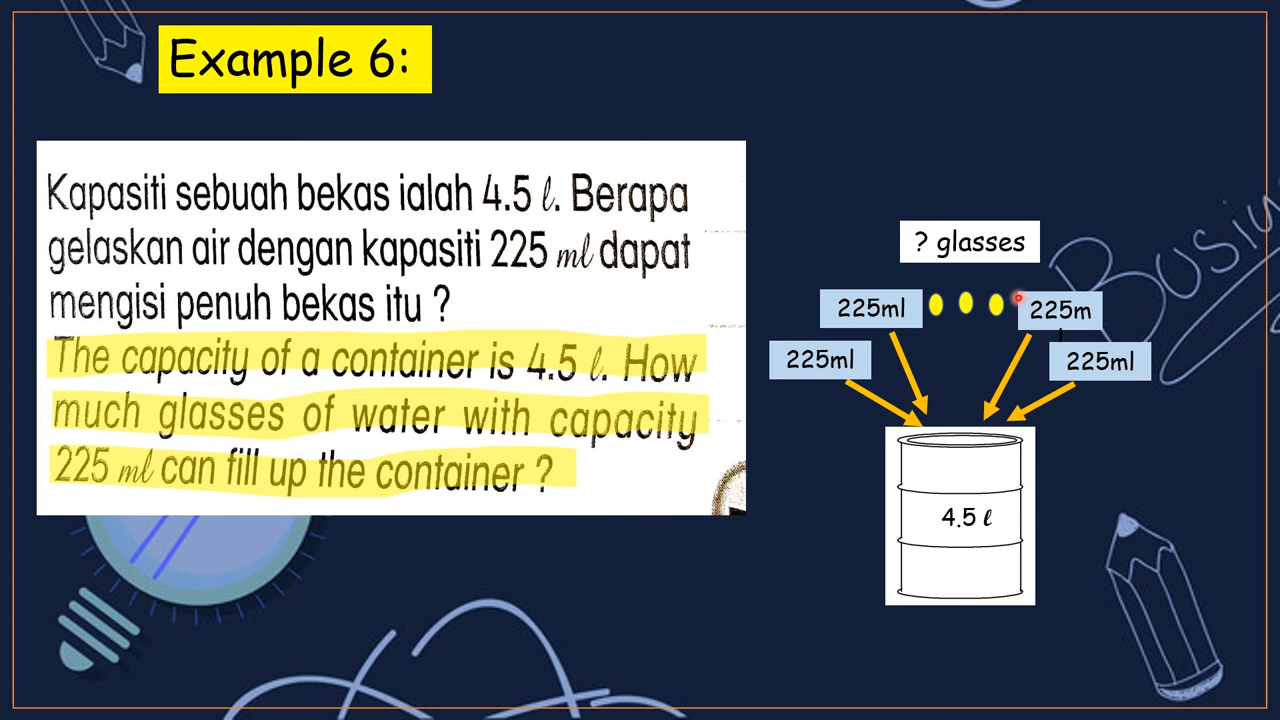 Example 6:
Kapasiti sebuah bekas ialah 4.5 ℓ. Berapa
gelaskan air dengan kapasiti 225 ml dapat
mengisi penuh bekas itu ?
The capacity of a container is 4.5 ℓ. How
much glasses of water with capacity
225 ml can fill up the container ?
? glasses
225ml
225m
l
225ml
225ml
4.5 ℓ